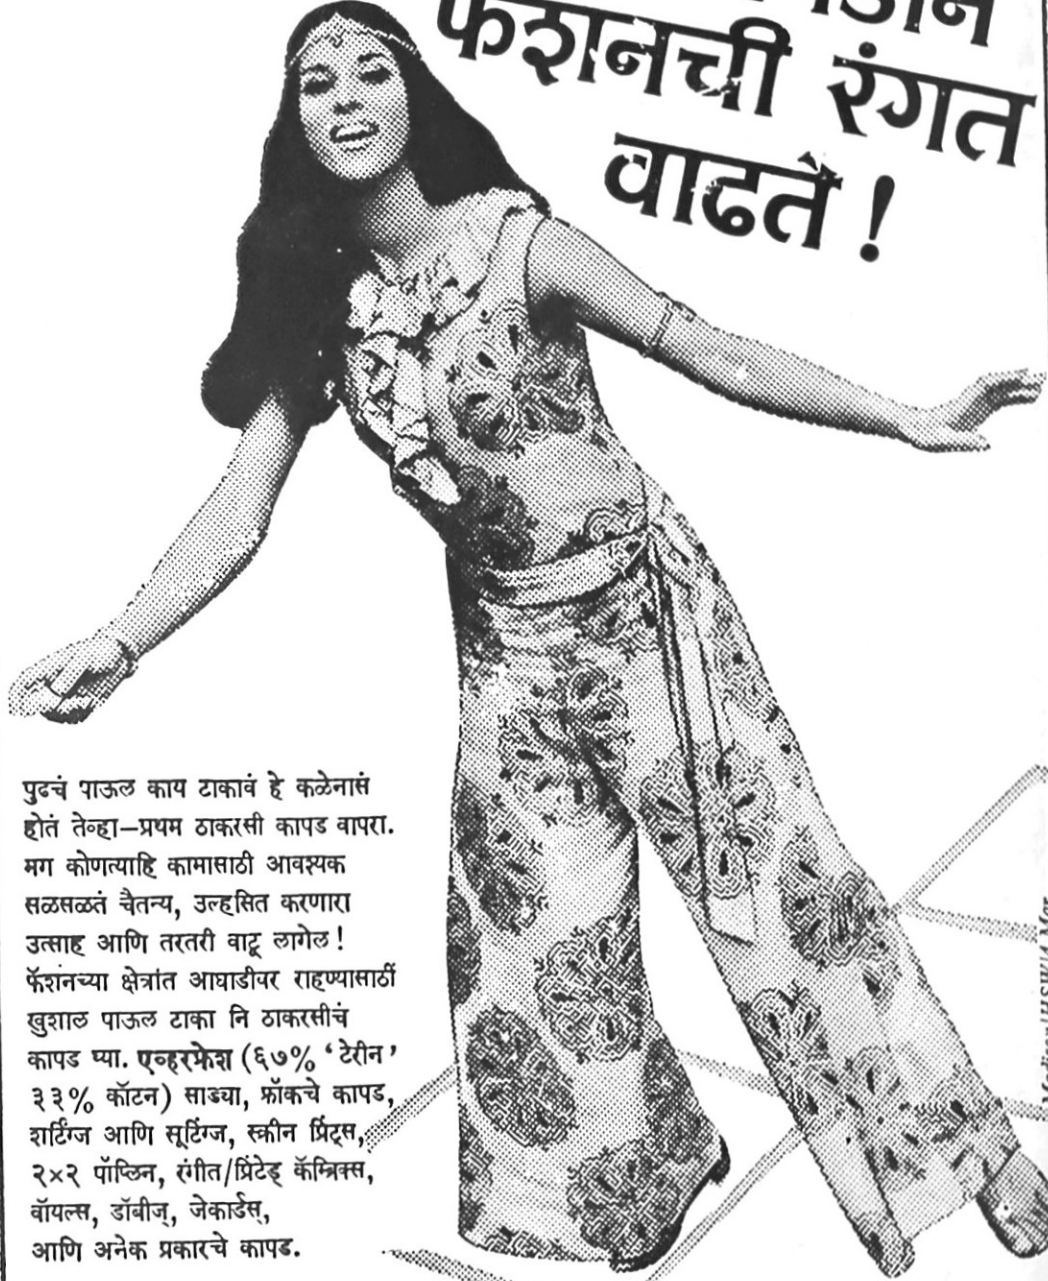 फॅशनची रंगत
वाढते !
पुढचं पाऊल काय टाकावं हे कळेनासं
होतं तेव्हा—प्रथम ठाकरसी कापड वापरा.
मग कोणत्याहि कामासाठी आवश्यक
सळसळतं चैतन्य, उल्हसित करणारा
उत्साह आणि तरतरी वाटू लागेल !
फॅशनच्या क्षेत्रांत आघाडीवर राहण्यासाठीं
खुशाल पाऊल टाका नि ठाकरसीचं
कापड घ्या. एव्हरफ्रेश (६७% ‘टेरीन’
३३% कॉटन) साड्या, फ्रॉकचे कापड,
शर्टिंग्ज आणि सूटिंग्ज, स्क्रीन प्रिंट्स,
२×२ पॉप्लिन, रंगीत/प्रिंटेड् कॅम्ब्रिक्स,
वॉयल्स, डॉबीज्, जेकार्डस्,
आणि अनेक प्रकारचे कापड.